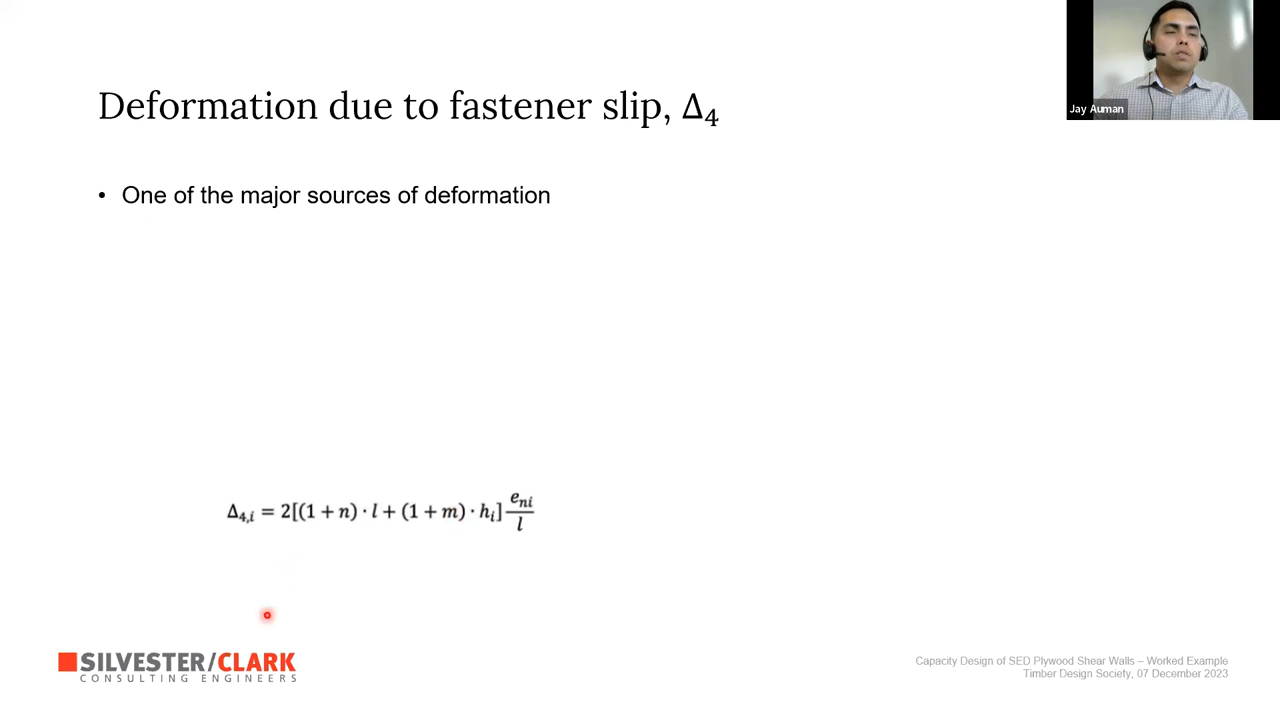 Jay Auman
Deformation due to fastener slip, Δ₄
• One of the major sources of deformation
Δ₄,ᵢ = 2[(1 + n) · l + (1 + m) · hᵢ] eₙᵢ / l
SILVESTER/CLARK
CONSULTING ENGINEERS
Capacity Design of SED Plywood Shear Walls – Worked Example
Timber Design Society, 07 December 2023